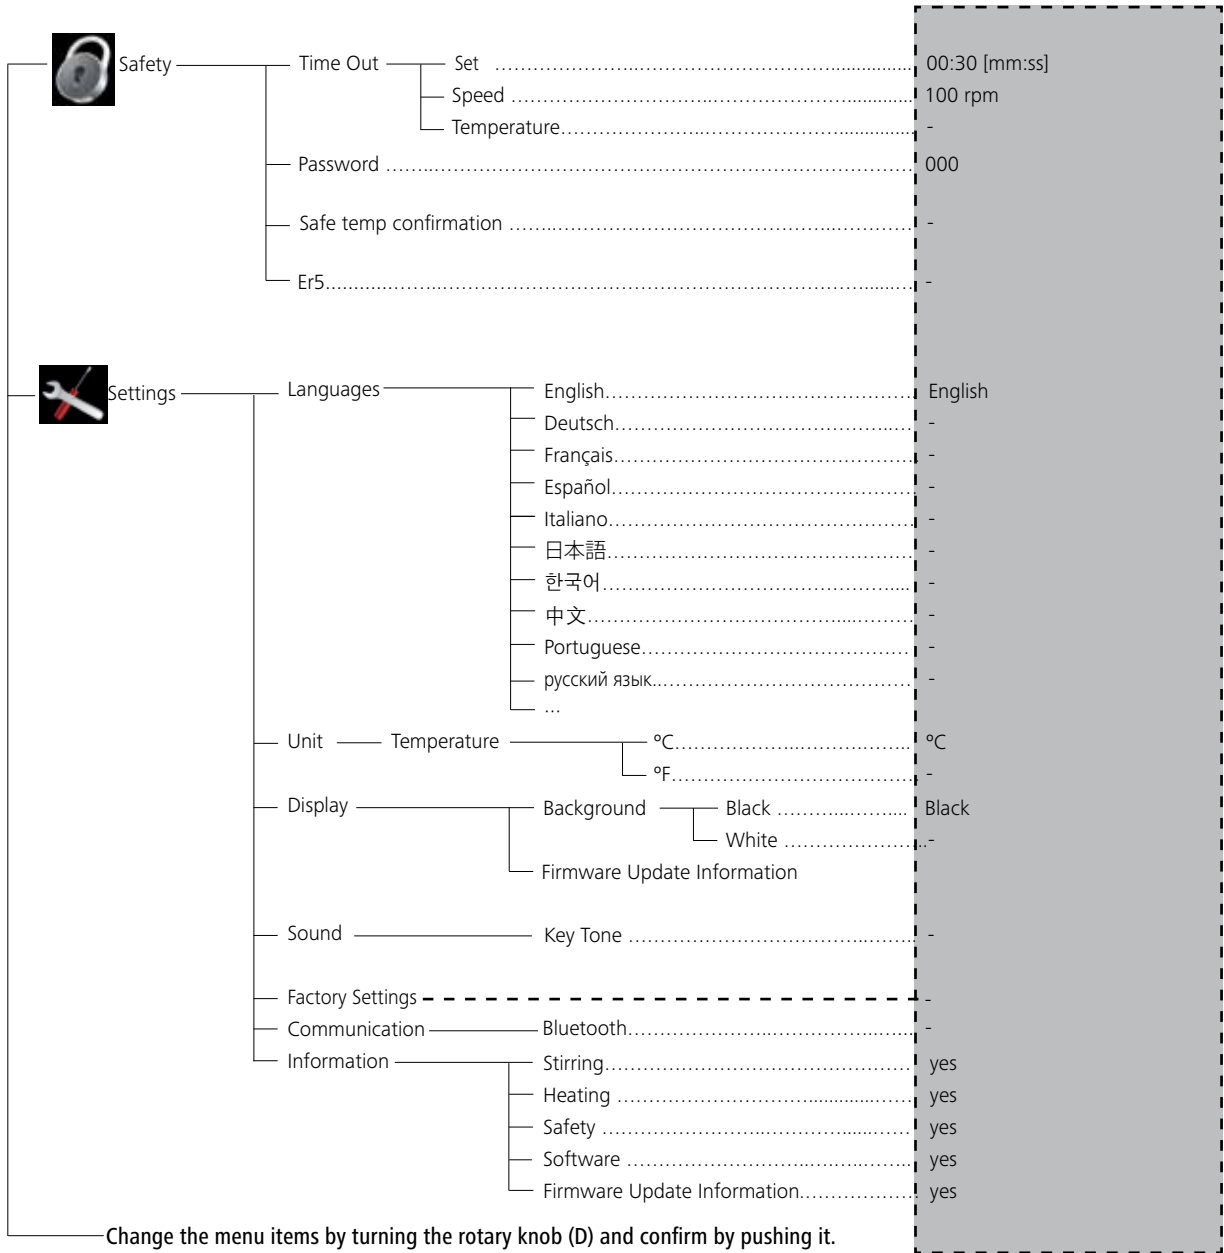 Safety Time Out Set ........................ 00:30 [mm:ss]
Speed ........................ 100 rpm
Temperature........................ -
Password ........................ 000
Safe temp confirmation ........................ -
Er5........................ -
Settings Languages English........................ English
Deutsch........................ -
Français........................ -
Español........................ -
Italiano........................ -
日本語........................ -
한국어........................ -
中文........................ -
Portuguese........................ -
русский язык........................ -
...
Unit Temperature ºC........................ ºC
ºF........................ -
Display Background Black ........................ Black
White ........................ -
Firmware Update Information
Sound Key Tone ........................ -
Factory Settings -
Communication Bluetooth........................ -
Information Stirring........................ yes
Heating ........................ yes
Safety ........................ yes
Software ........................ yes
Firmware Update Information........................ yes
Change the menu items by turning the rotary knob (D) and confirm by pushing it.